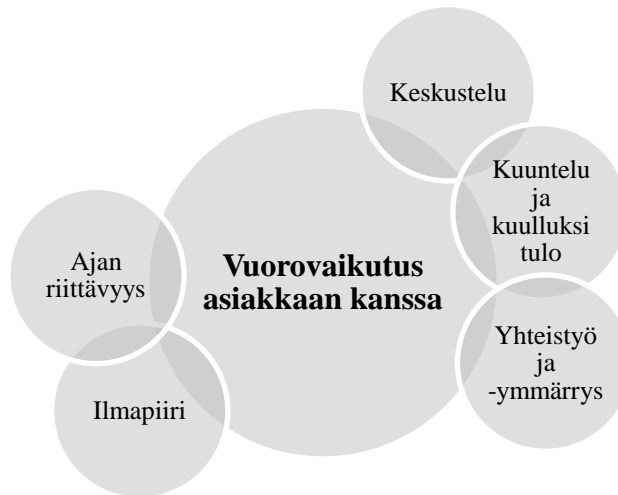 Keskustelu
Kuuntelu
ja
kuulluksi
tulo
Ajan
riittävyys
Vuorovaikutus
asiakkaan kanssa
Yhteistyö
ja
-ymmärrys
Ilmapiiri